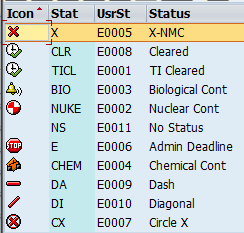 Icon Stat UsrSt Status
X E0005 X-NMC
CLR E0008 Cleared
TICL E0001 TI Cleared
BIO E0003 Biological Cont
NUKE E0002 Nuclear Cont
NS E0011 No Status
STOP E E0006 Admin Deadline
CHEM E0004 Chemical Cont
DA E0009 Dash
DI E0010 Diagonal
CX E0007 Circle X